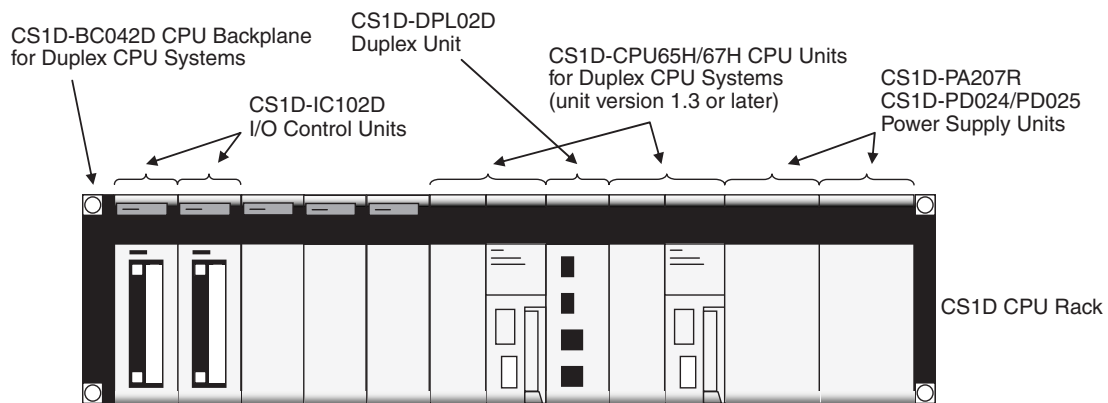 CS1D-BC042D CPU Backplane
for Duplex CPU Systems
CS1D-IC102D
I/O Control Units
CS1D-DPL02D
Duplex Unit
CS1D-CPU65H/67H CPU Units
for Duplex CPU Systems
(unit version 1.3 or later)
CS1D-PA207R
CS1D-PD024/PD025
Power Supply Units
CS1D CPU Rack